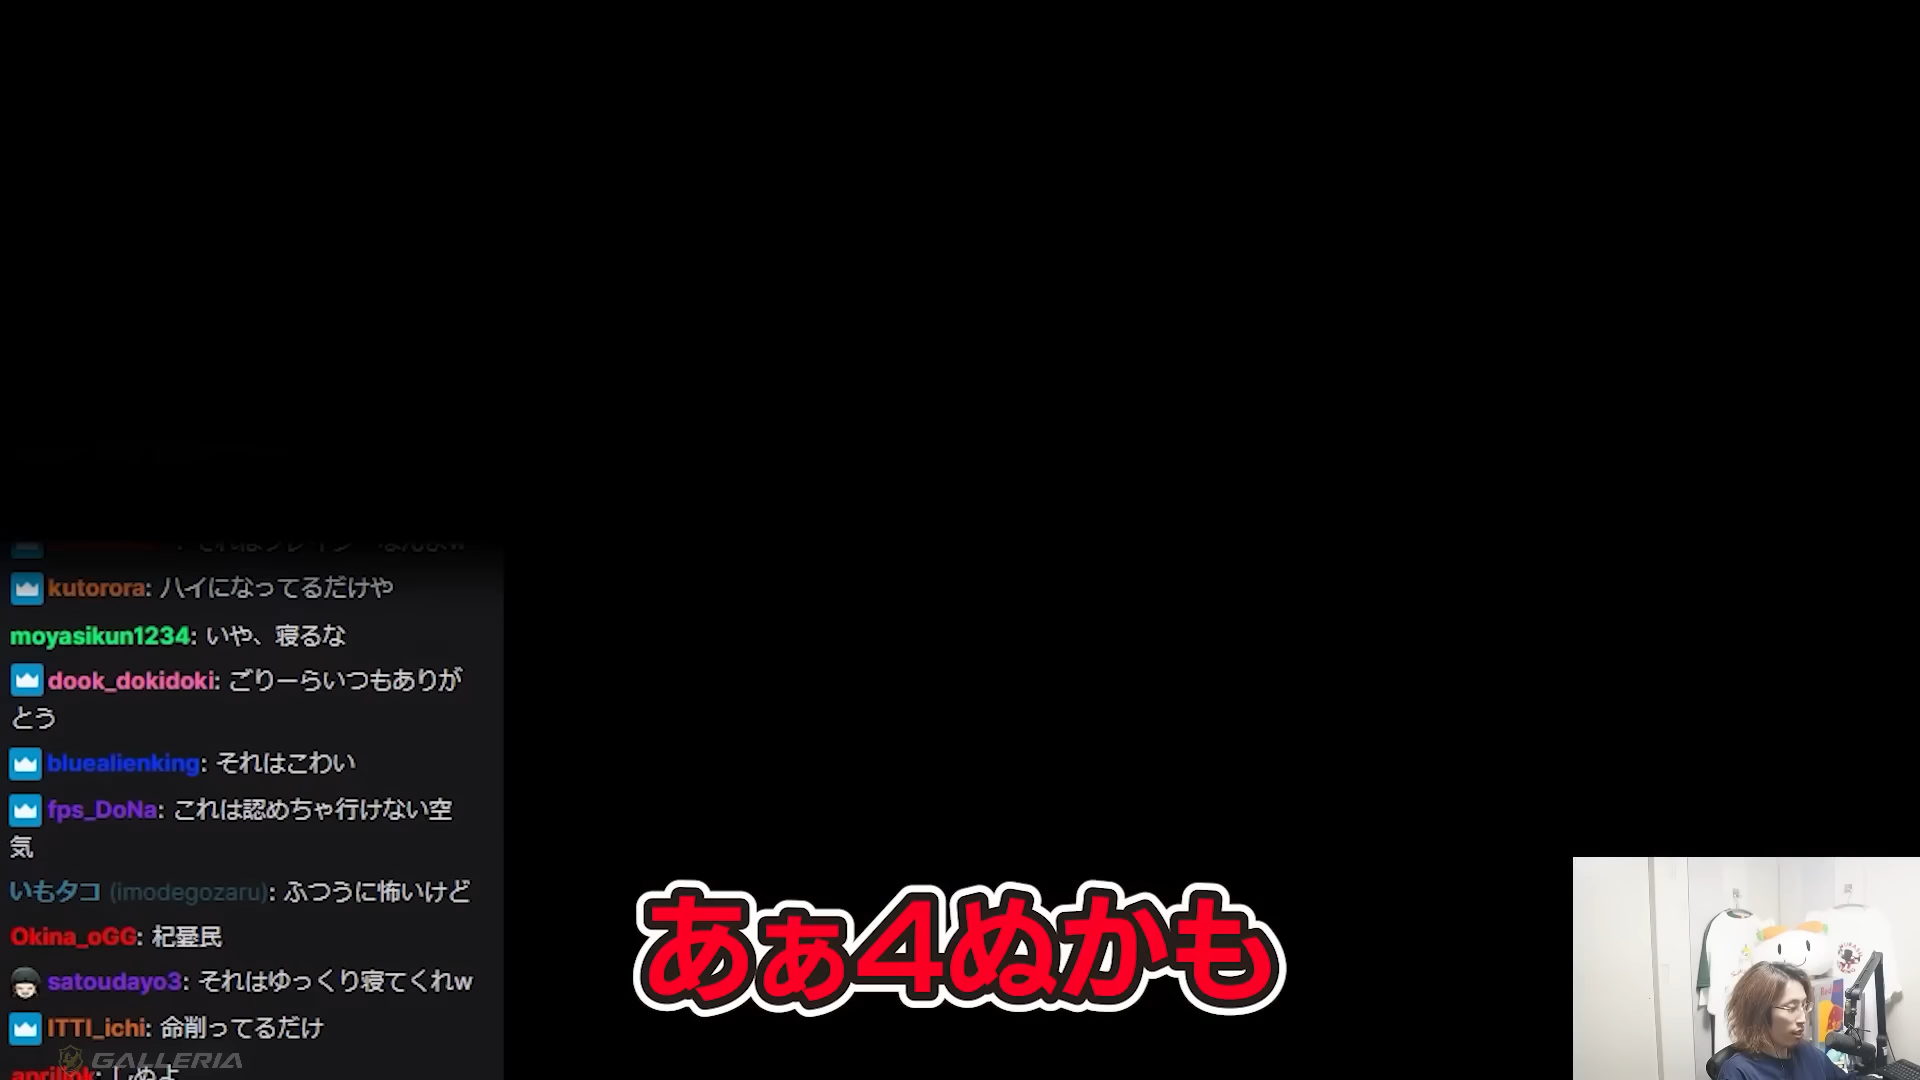 kutorora: ハイになってるだけや
moyasikun1234: いや、寝るな
dook_dokidoki: ごりーらいつもありが
とう
bluealienking: それはこわい
fps_DoNa: これは認めちゃ行けない空
気
いもタコ (imodegozaru): ふつうに怖いけど
Okina_oGG: 杞憂民
satoudayo3: それはゆっくり寝てくれw
ITTI_ichi: 命削ってるだけ
GALLERIA
しぬよ
あぁ4ぬかも